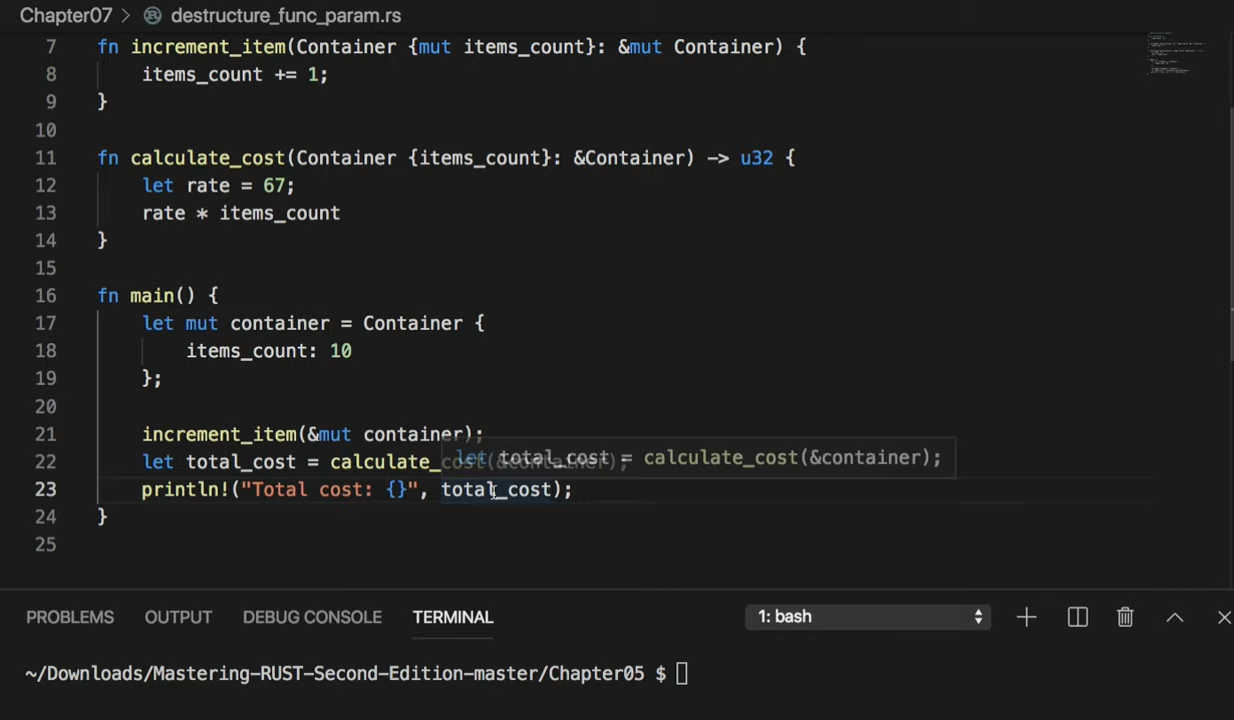 Chapter07 > destructure_func_param.rs
7 fn increment_item(Container {mut items_count}: &mut Container) {
8 items_count += 1;
9 }
10
11 fn calculate_cost(Container {items_count}: &Container) -> u32 {
12 let rate = 67;
13 rate * items_count
14 }
15
16 fn main() {
17 let mut container = Container {
18 items_count: 10
19 };
20
21 increment_item(&mut container);
let total_cost = calculate_cost(&container);
22 let total_cost = calculate_cost(&container);
23 println!("Total cost: {}", total_cost);
24 }
25
PROBLEMS OUTPUT DEBUG CONSOLE TERMINAL 1: bash
~/Downloads/Mastering-RUST-Second-Edition-master/Chapter05 $